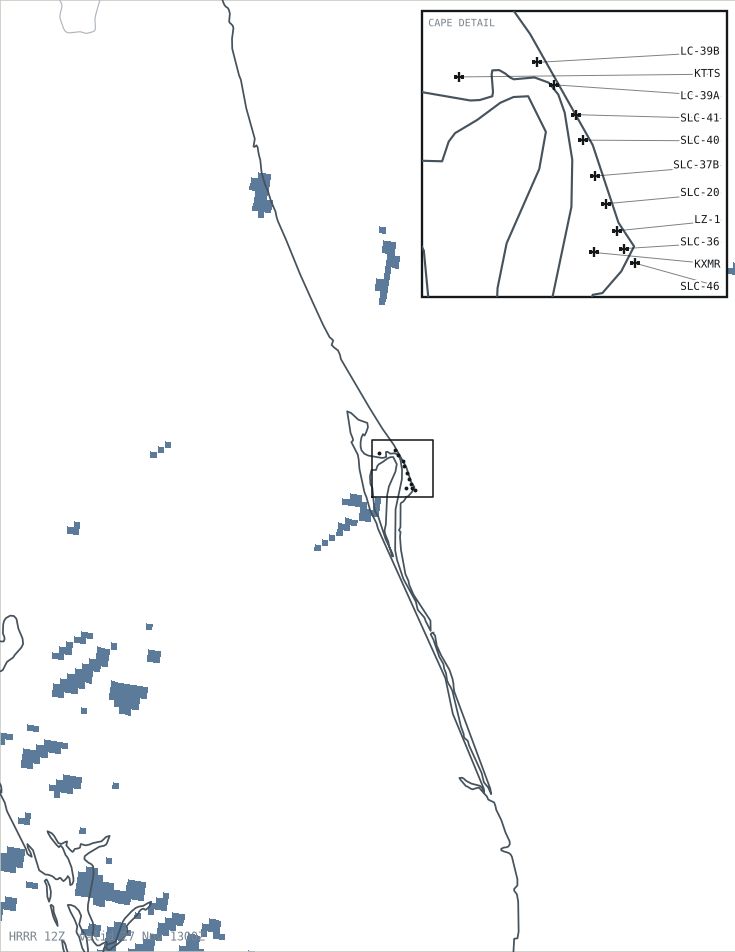 CAPE DETAIL
LC-39B
KTTS
LC-39A
SLC-41
SLC-40
SLC-37B
SLC-20
LZ-1
SLC-36
KXMR
SLC-46
HRRR 12Z